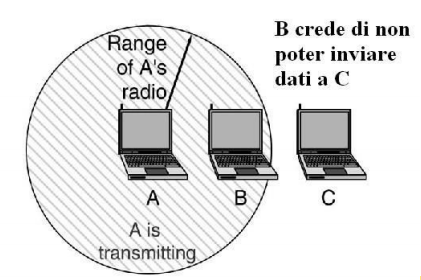 Range
of A's
radio
B crede di non
poter inviare
dati a C
A
B
C
A is
transmitting